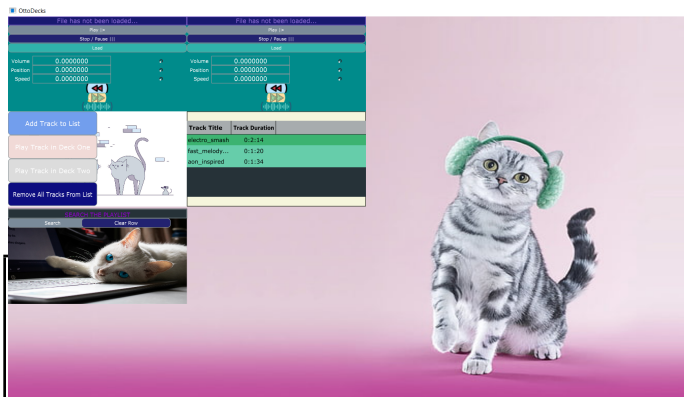 OttoDecks
File has not been loaded... File has not been loaded...
Play |> Play |>
Stop / Pause ||| Stop / Pause |||
Load Load
Volume 0.0000000 Volume 0.0000000
Position 0.0000000 Position 0.0000000
Speed 0.0000000 Speed 0.0000000
Add Track to List
Play Track in Deck One
Play Track in Deck Two
Remove All Tracks From List
Track Title Track Duration
electro_smash 0:2:14
fast_melody... 0:1:20
aon_inspired 0:1:34
Search Clear Row